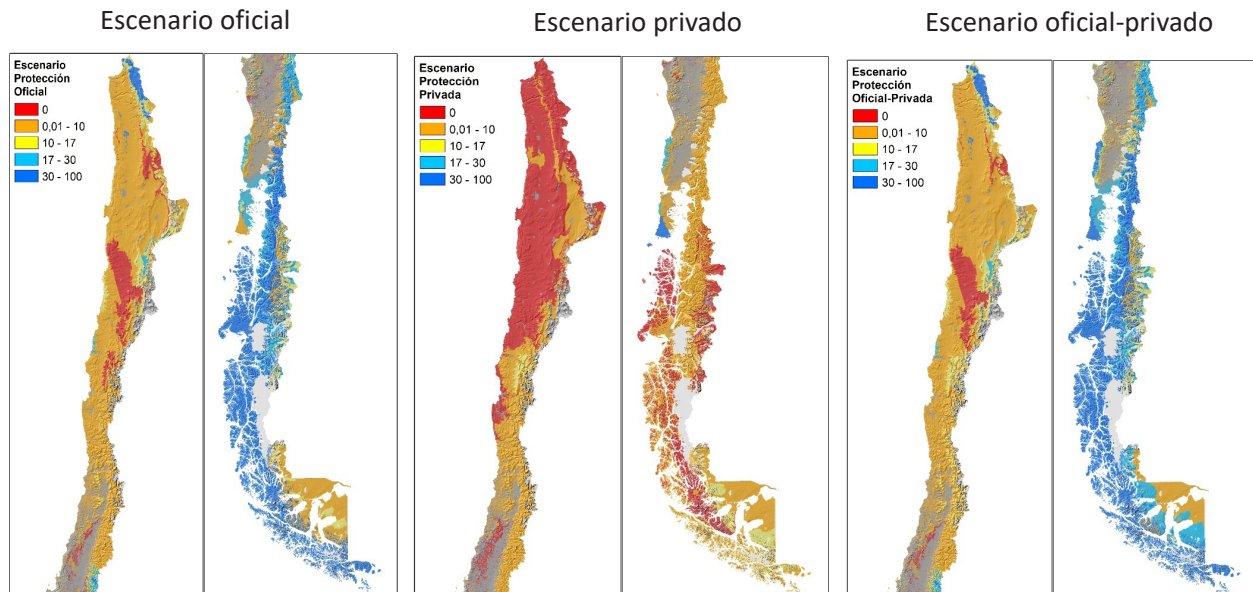 Escenario oficial
Escenario
Protección
Oficial
0
0,01 - 10
10 - 17
17 - 30
30 - 100
Escenario privado
Escenario
Protección
Privada
0
0,01 - 10
10 - 17
17 - 30
30 - 100
Escenario oficial-privado
Escenario
Protección
Oficial-Privada
0
0,01 - 10
10 - 17
17 - 30
30 - 100